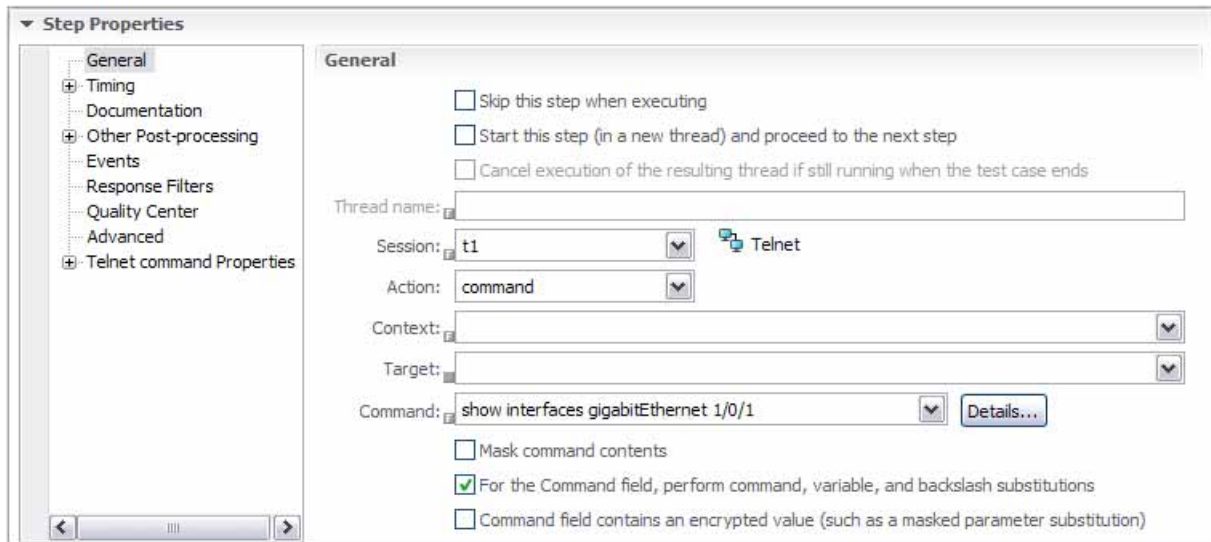 Step Properties
General
Timing
Documentation
Other Post-processing
Events
Response Filters
Quality Center
Advanced
Telnet command Properties
General
Skip this step when executing
Start this step (in a new thread) and proceed to the next step
Cancel execution of the resulting thread if still running when the test case ends
Thread name:
Session: t1 Telnet
Action: command
Context:
Target:
Command: show interfaces gigabitEthernet 1/0/1 Details...
Mask command contents
For the Command field, perform command, variable, and backslash substitutions
Command field contains an encrypted value (such as a masked parameter substitution)